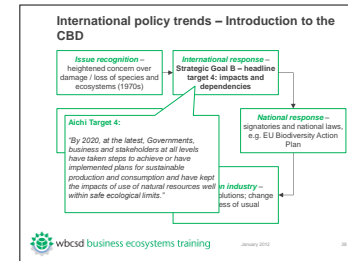 International policy trends – Introduction to the
CBD
Issue recognition –
heightened concern over
damage / loss of species and
ecosystems (1970s)
International response –
Strategic Goal B – headline
target 4: impacts and
dependencies
National response –
signatories and national laws,
e.g. EU Biodiversity Action
Plan
Aichi Target 4:
"By 2020, at the latest, Governments,
business and stakeholders at all levels
have taken steps to achieve or have
implemented plans for sustainable
production and consumption and have kept
the impacts of use of natural resources well
within safe ecological limits."
n industry –
olutions; change
ess of usual
wbcsd business ecosystems training
January 2012